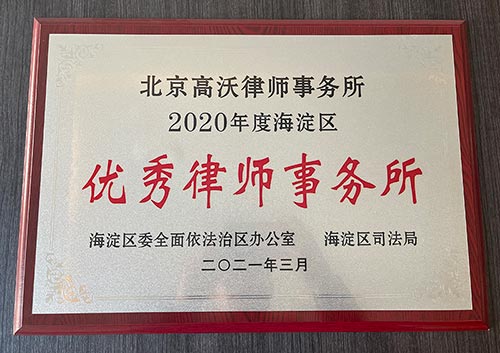 北京高沃律师事务所
2020年度海淀区
优秀律师事务所
海淀区委全面依法治区办公室 海淀区司法局
二〇二一年三月